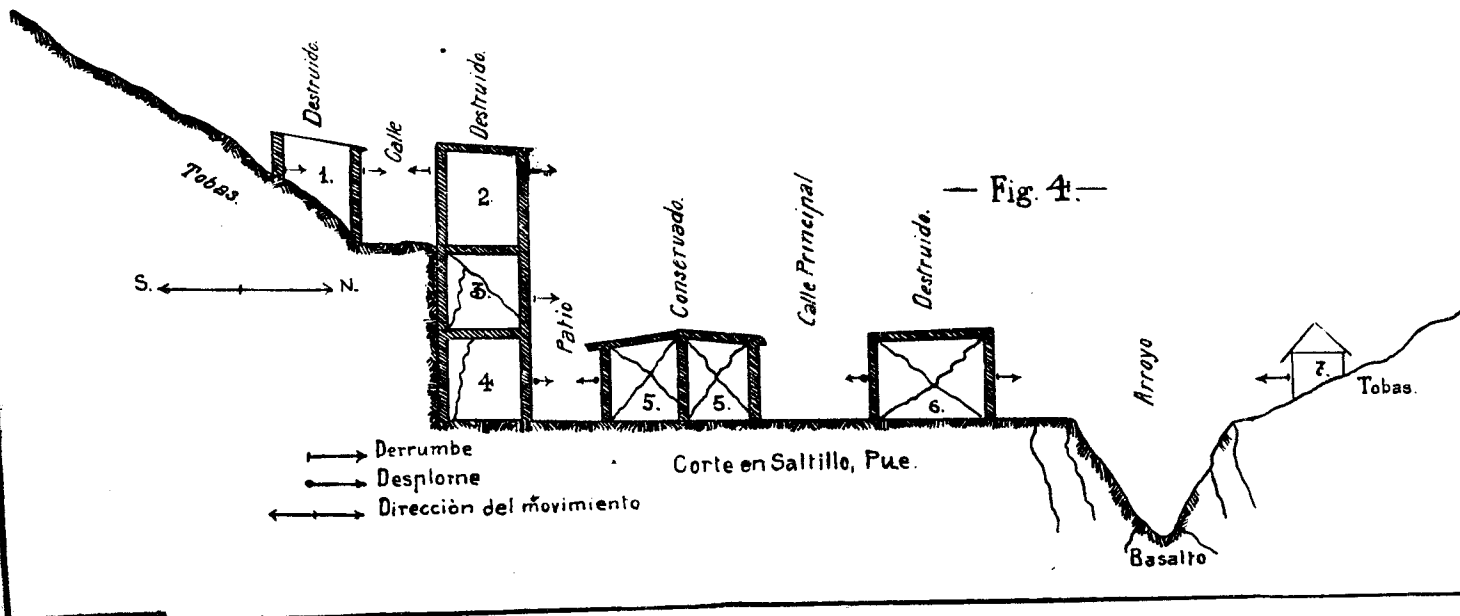 Destruido.
Calle
Destruido.
Tobas.
1.
2.
— Fig. 4.—
S. N.
3.
Patio
Conservado.
Calle Principal
Destruido.
Arroyo
4
5.
5.
6.
7.
Tobas.
Derrumbe
Desplome
Dirección del movimiento
Corte en Saltillo, Pue.
Basalto